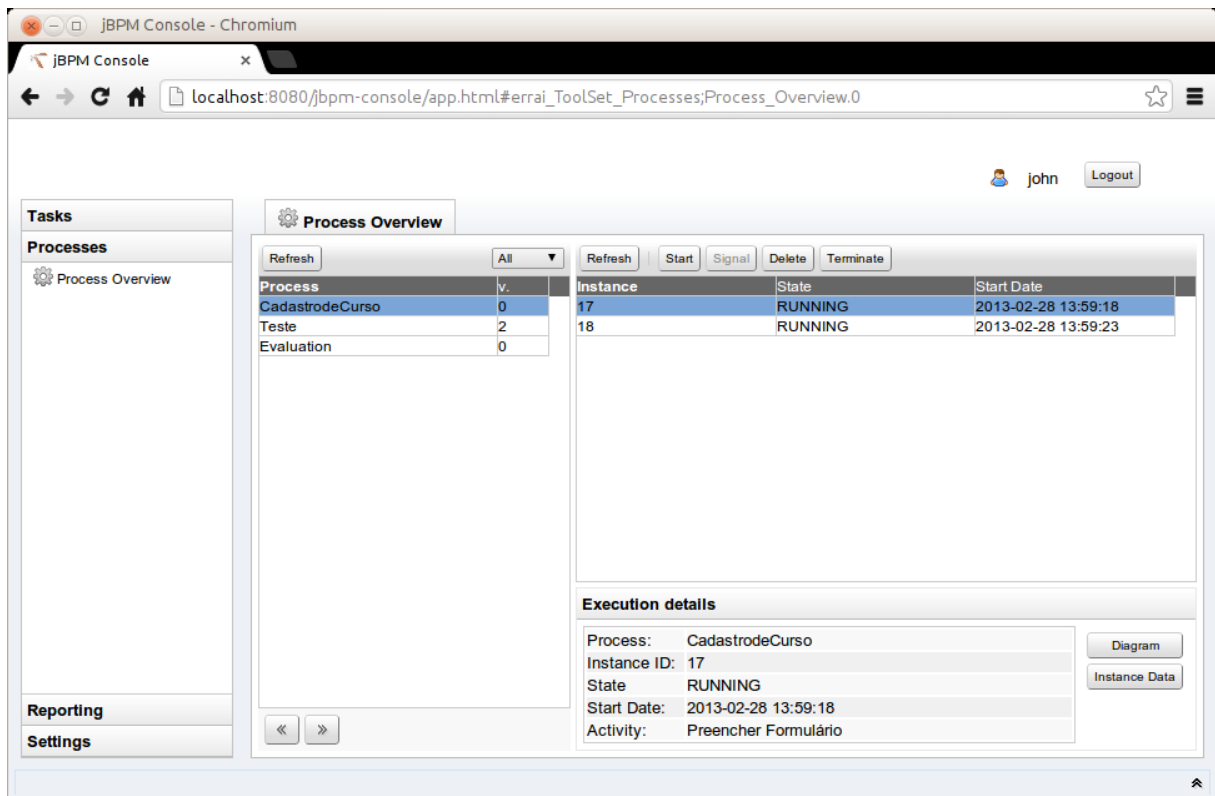 jBPM Console - Chromium
jBPM Console
localhost:8080/jbpm-console/app.html#errai_ToolSet_Processes;Process_Overview.0
john Logout
Tasks
Processes
Process Overview
Reporting
Settings
Process Overview
Refresh All
Process v.
CadastrodeCurso 0
Teste 2
Evaluation 0
Refresh Start Signal Delete Terminate
Instance State Start Date
17 RUNNING 2013-02-28 13:59:18
18 RUNNING 2013-02-28 13:59:23
Execution details
Process: CadastrodeCurso
Instance ID: 17
State RUNNING
Start Date: 2013-02-28 13:59:18
Activity: Preencher Formulário
Diagram
Instance Data